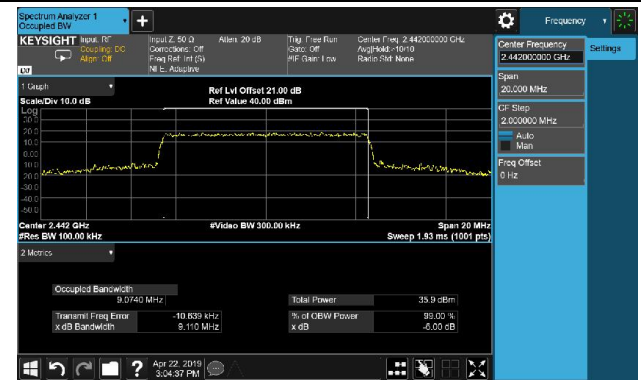 Spectrum Analyzer 1
Occupied BW
Frequency
KEYSIGHT
Input: RF
Coupling: DC
Align: Off
Input Z: 50 Ω
Corrections: Off
Freq Ref: Int (S)
NFE: Adaptive
Atten: 20 dB
Trig: Free Run
Gate: Off
#IF Gain: Low
Center Freq: 2.442000000 GHz
Avg|Hold:>10/10
Radio Std: None
Center Frequency
2.442000000 GHz
Settings
Span
20.000 MHz
CF Step
2.000000 MHz
Auto
Man
Freq Offset
0 Hz
1 Graph
Scale/Div 10.0 dB
Ref Lvl Offset 21.00 dB
Ref Value 40.00 dBm
Log
30.0
20.0
10.0
0.00
-10.0
-20.0
-30.0
-40.0
-50.0
Center 2.442 GHz
#Res BW 100.00 kHz
#Video BW 300.00 kHz
Span 20 MHz
Sweep 1.93 ms (1001 pts)
2 Metrics
Occupied Bandwidth
9.0740 MHz
Total Power
35.9 dBm
Transmit Freq Error
-10.639 kHz
% of OBW Power
99.00 %
x dB Bandwidth
9.110 MHz
x dB
-6.00 dB
Apr 22, 2019
3:04:37 PM